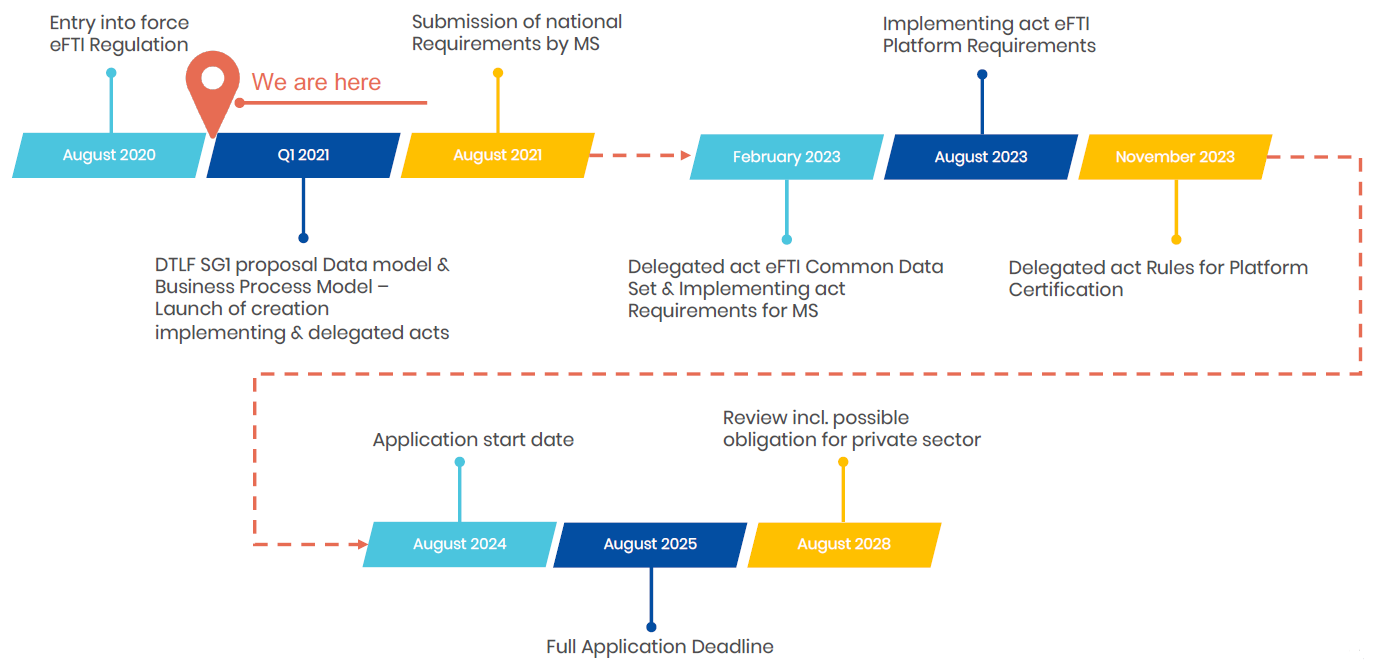 Entry into force
eFTI Regulation
Submission of national
Requirements by MS
Implementing act eFTI
Platform Requirements
We are here
August 2020
Q1 2021
August 2021
February 2023
August 2023
November 2023
DTLF SG1 proposal Data model &
Business Process Model –
Launch of creation
implementing & delegated acts
Delegated act eFTI Common Data
Set & Implementing act
Requirements for MS
Delegated act Rules for Platform
Certification
Application start date
Review incl. possible
obligation for private sector
August 2024
August 2025
August 2028
Full Application Deadline